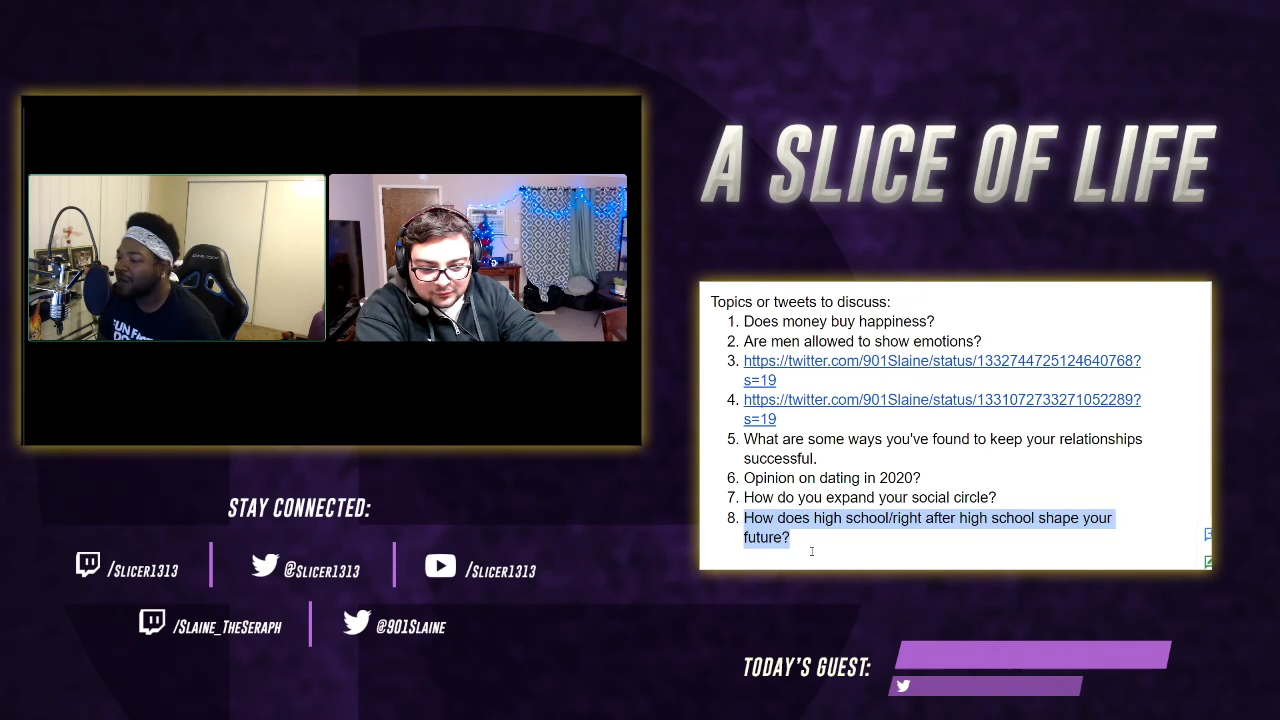 A SLICE OF LIFE
Topics or tweets to discuss:
1. Does money buy happiness?
2. Are men allowed to show emotions?
3. https://twitter.com/901Slaine/status/1332744725124640768?
s=19
4. https://twitter.com/901Slaine/status/1331072733271052289?
s=19
5. What are some ways you've found to keep your relationships
successful.
6. Opinion on dating in 2020?
7. How do you expand your social circle?
8. How does high school/right after high school shape your
future?
STAY CONNECTED:
/SLICER1313
@SLICER1313
/SLICER1313
/SLAINE_THESERAPH
@901SLAINE
TODAY'S GUEST: